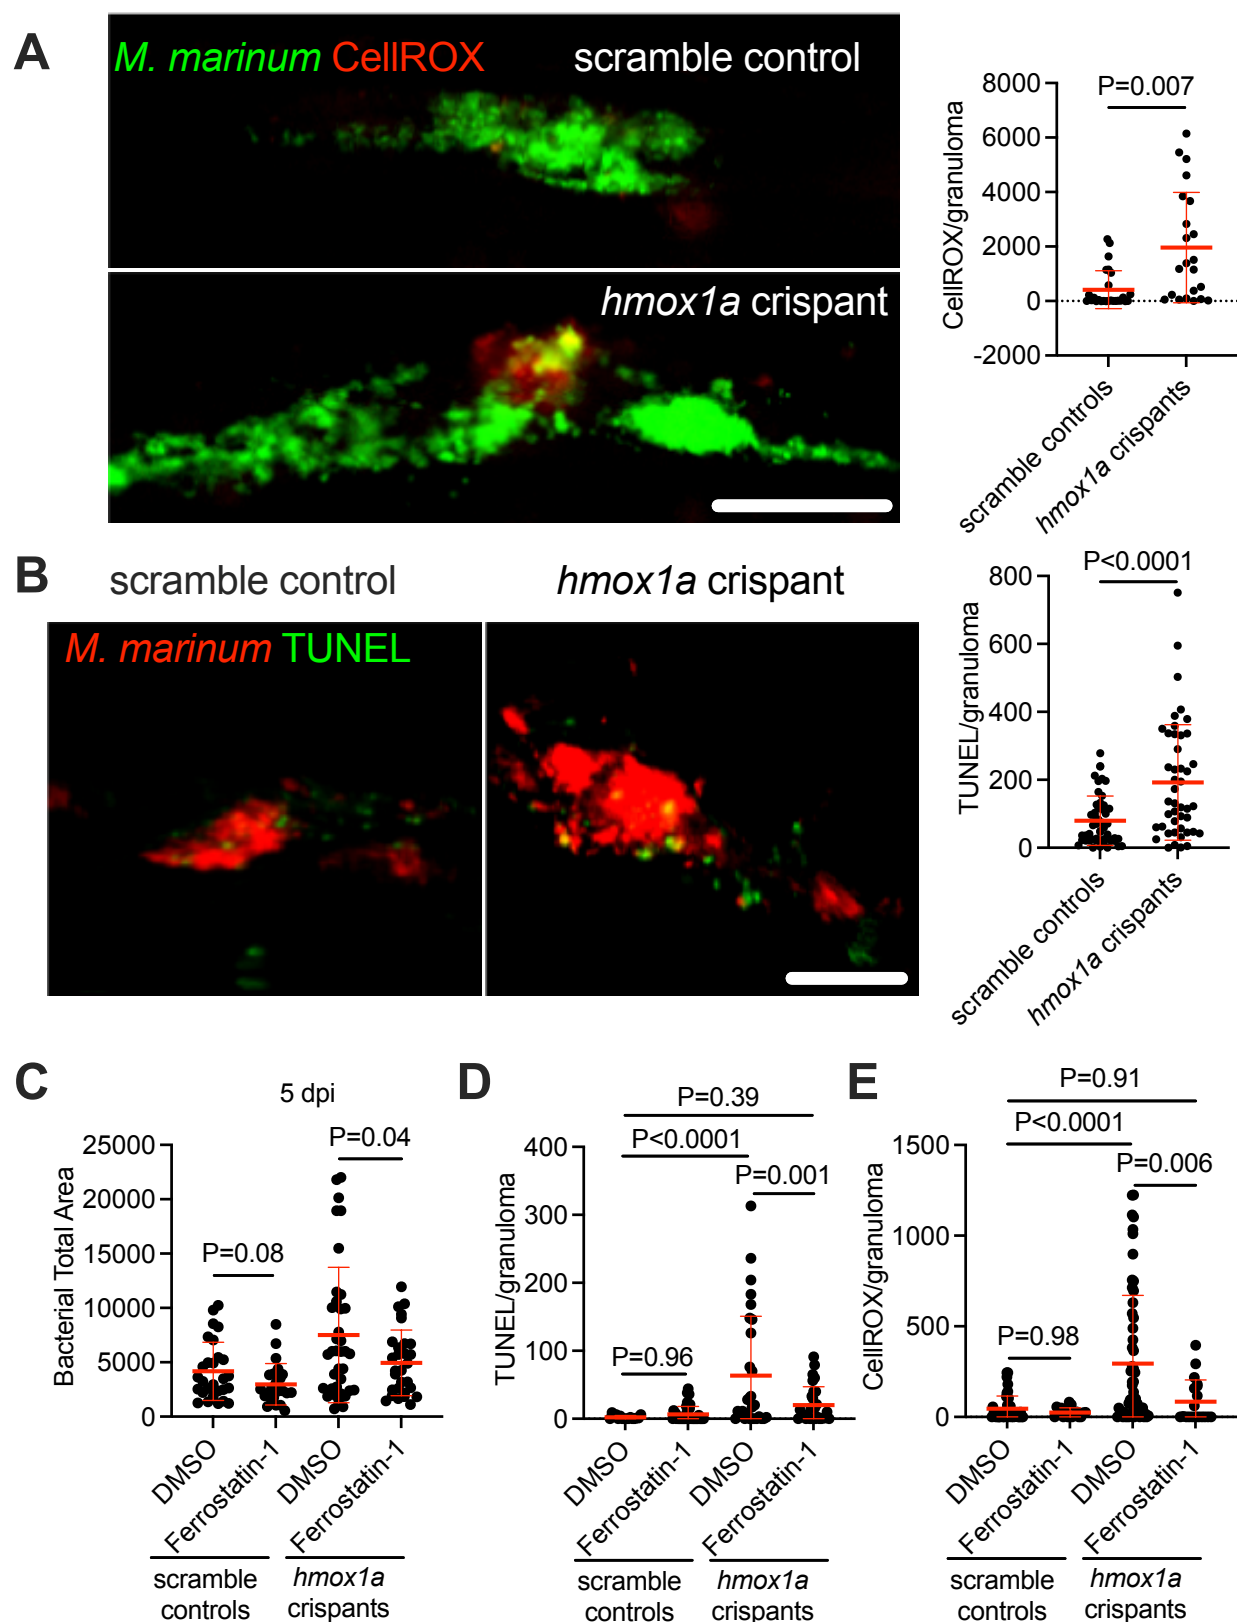 A
M. marinum CellROX scramble control
hmox1a crispant
P=0.007
8000
6000
4000
2000
0
-2000
CellROX/granuloma
scramble controls
hmox1a crispants
B
scramble control
hmox1a crispant
M. marinum TUNEL
P<0.0001
800
600
400
200
0
TUNEL/granuloma
scramble controls
hmox1a crispants
C
5 dpi
P=0.04
P=0.08
25000
20000
15000
10000
5000
0
Bacterial Total Area
DMSO
Ferrostatin-1
DMSO
Ferrostatin-1
scramble
controls
hmox1a
crispants
D
P=0.39
P<0.0001
P=0.001
P=0.96
400
300
200
100
0
TUNEL/granuloma
DMSO
Ferrostatin-1
DMSO
Ferrostatin-1
scramble
controls
hmox1a
crispants
E
P=0.91
P<0.0001
P=0.006
P=0.98
1500
1000
500
0
CellROX/granuloma
DMSO
Ferrostatin-1
DMSO
Ferrostatin-1
scramble
controls
hmox1a
crispants